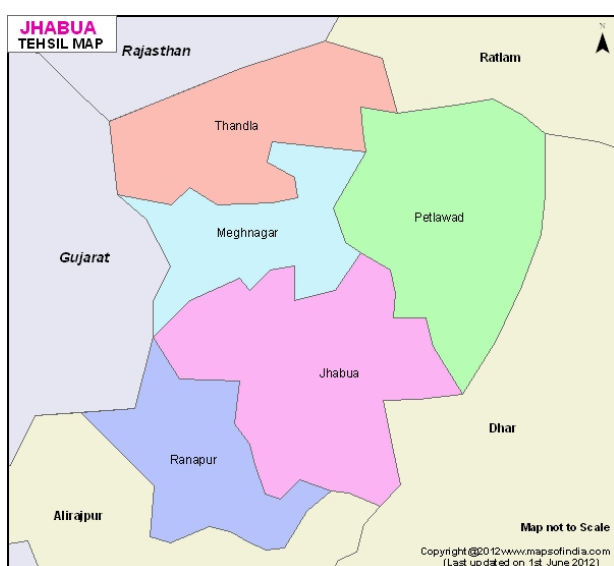 JHABUA
TEHSIL MAP
N
Rajasthan
Ratlam
Thandla
Petlawad
Meghnagar
Gujarat
Jhabua
Dhar
Ranapur
Alirajpur
Map not to Scale
Copyright@2012www.mapsofindia.com
(Last updated on 1st June 2012)